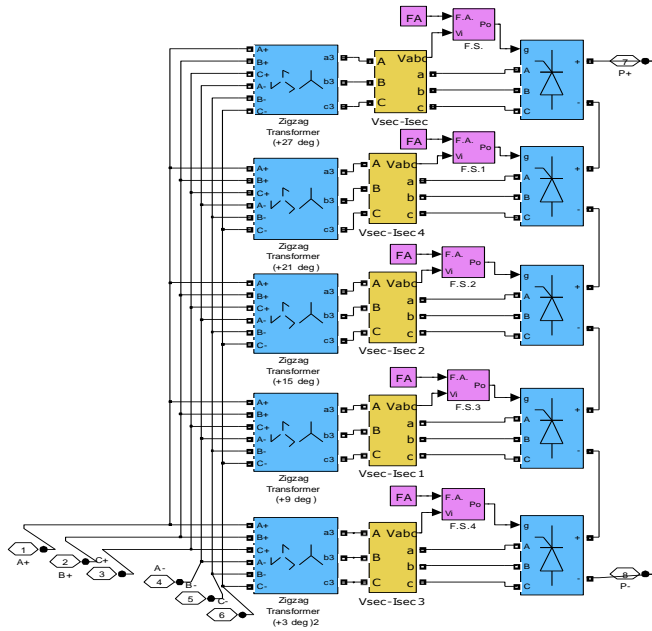 FA
F.A.
Vi
Po
F.S.
A+
B+
C+
A-
B-
C-
a3
b3
c3
A
B
C
Vabc
a
b
c
g
A
B
C
+
-
7
P+
Zigzag
Transformer
(+27 deg)
Vsec-Isec
FA
F.A.
Vi
Po
F.S.1
A+
B+
C+
A-
B-
C-
a3
b3
c3
A
B
C
Vabc
a
b
c
g
A
B
C
+
-
Zigzag
Transformer
(+21 deg)
Vsec-Isec4
FA
F.A.
Vi
Po
F.S.2
A+
B+
C+
A-
B-
C-
a3
b3
c3
A
B
C
Vabc
a
b
c
g
A
B
C
+
-
Zigzag
Transformer
(+15 deg)
Vsec-Isec2
FA
F.A.
Vi
Po
F.S.3
A+
B+
C+
A-
B-
C-
a3
b3
c3
A
B
C
Vabc
a
b
c
g
A
B
C
+
-
Zigzag
Transformer
(+9 deg)
Vsec-Isec1
FA
F.A.
Vi
Po
F.S.4
A+
B+
C+
A-
B-
C-
a3
b3
c3
A
B
C
Vabc
a
b
c
g
A
B
C
+
-
Zigzag
Transformer
(+3 deg)2
Vsec-Isec3
1
A+
2
B+
C+
3
A-
4
B-
5
C-
6
8
P-